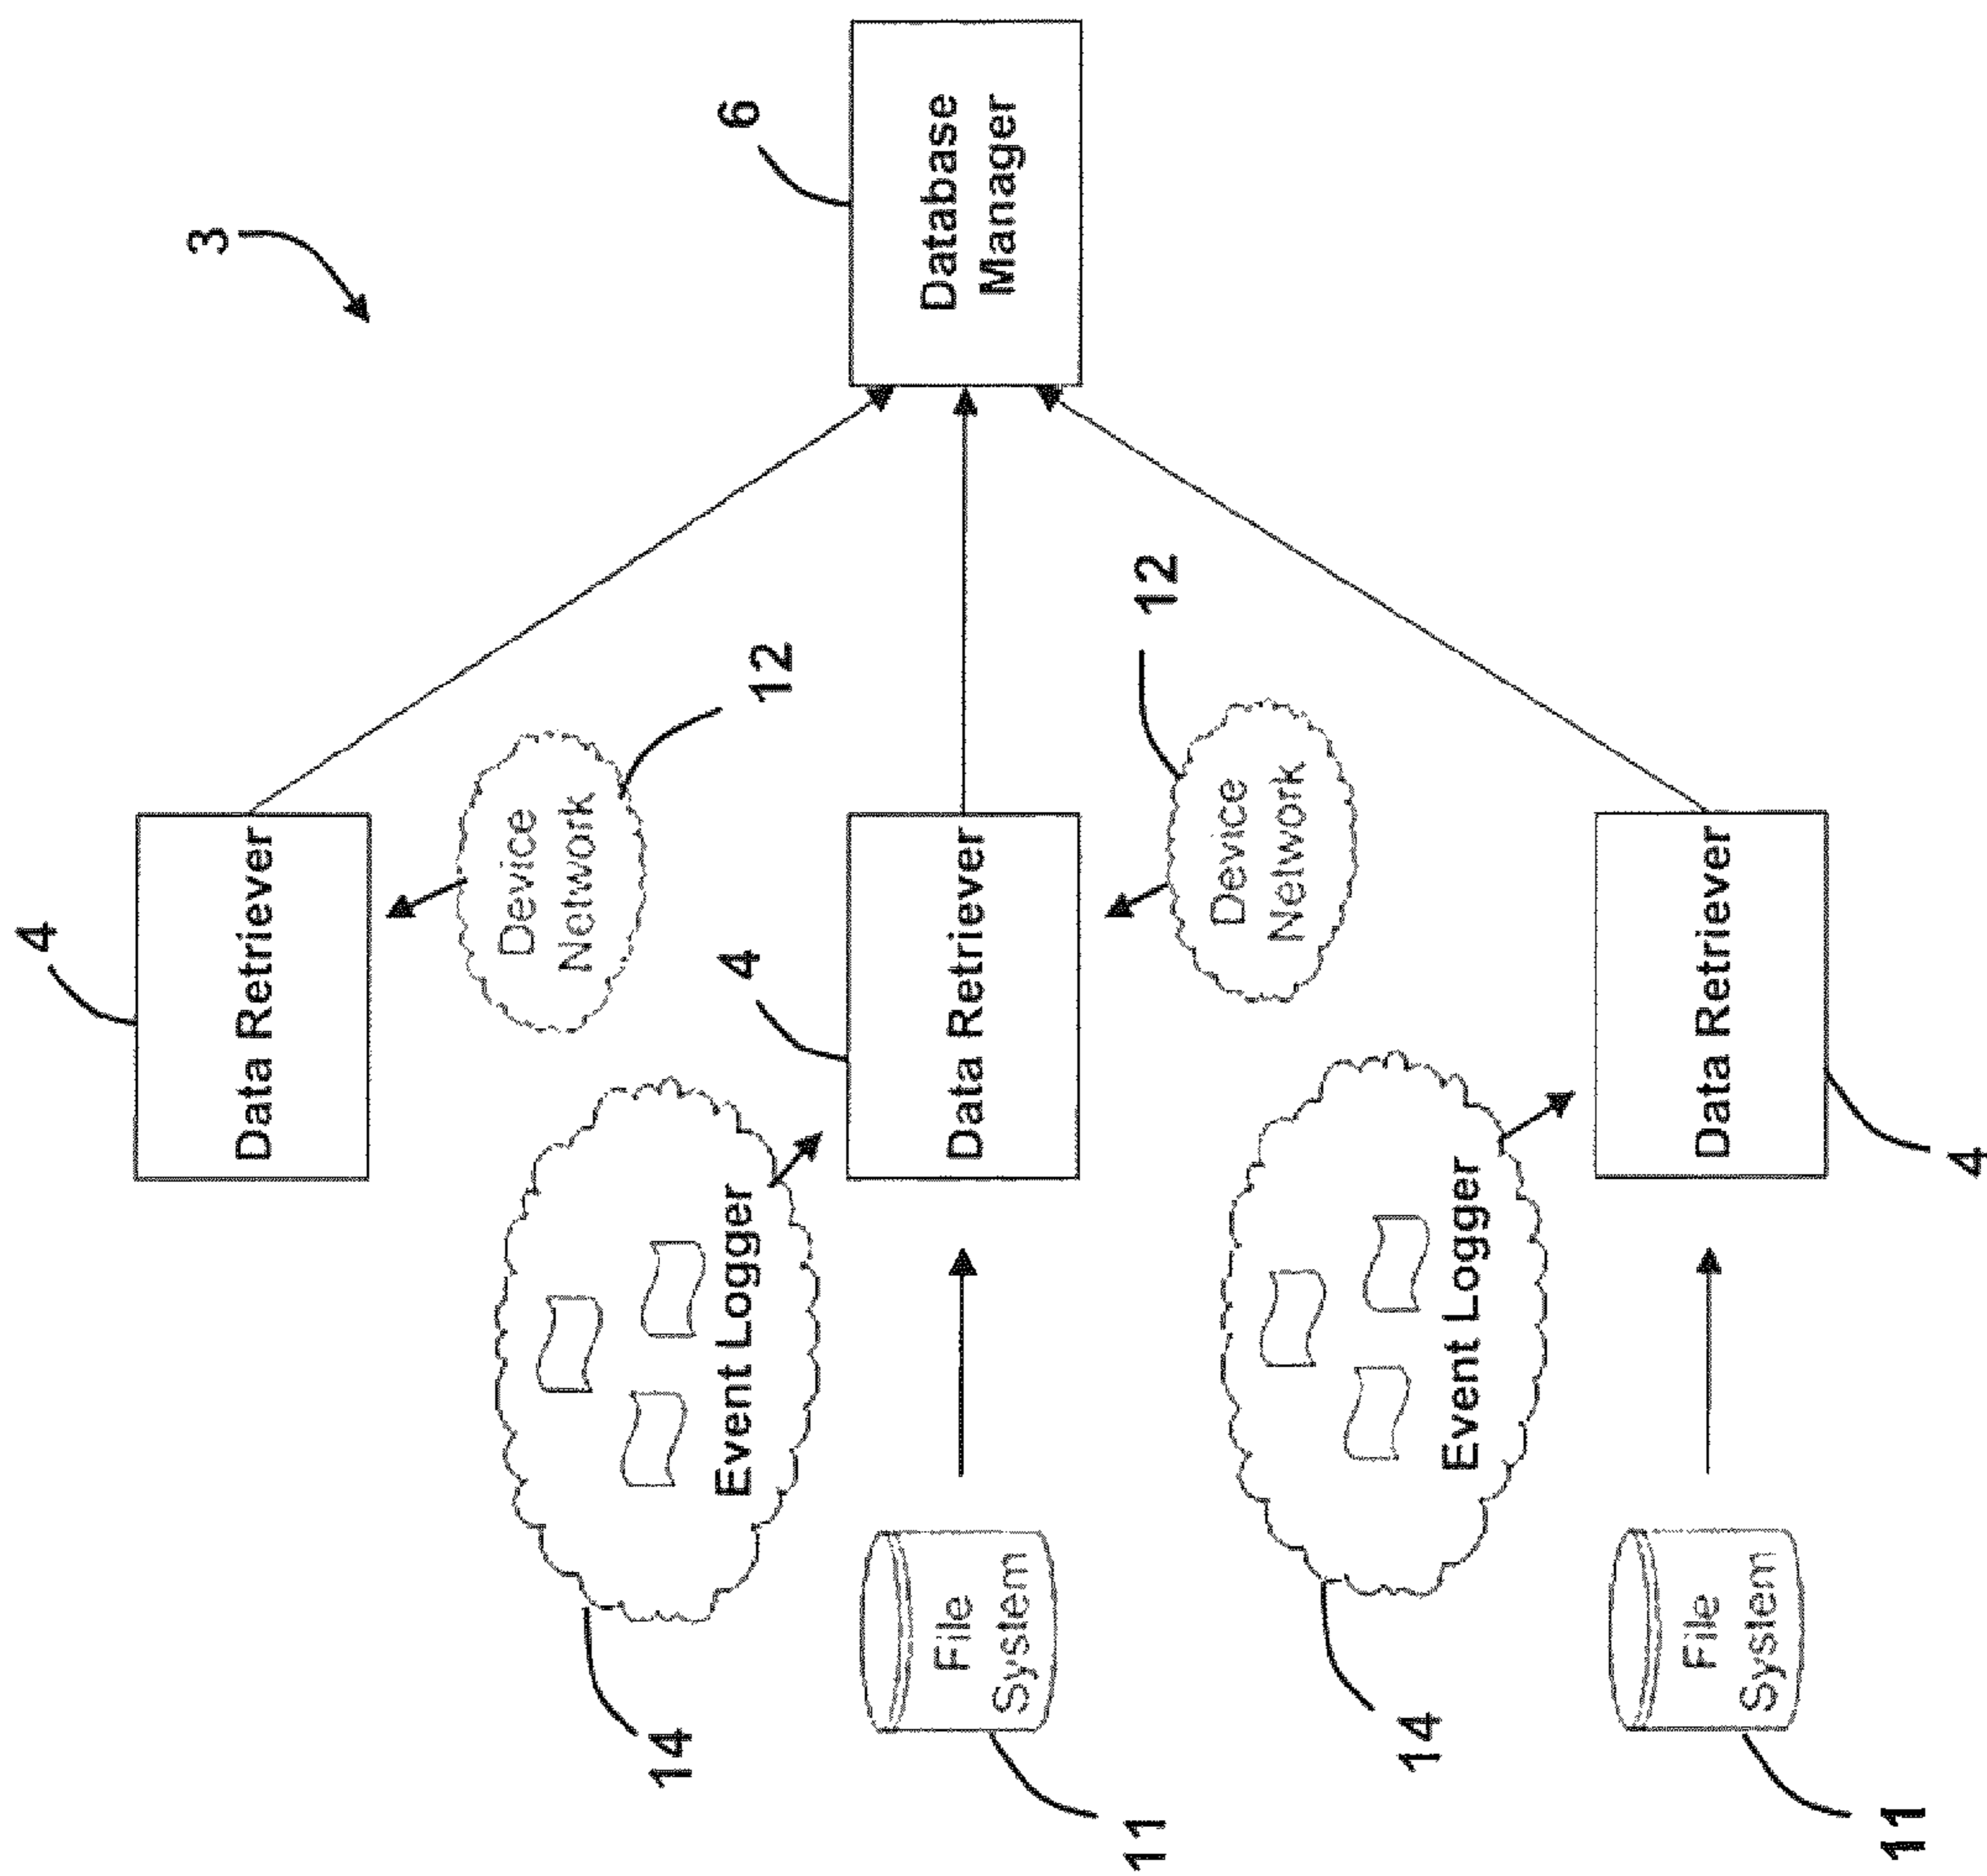 4
3
Data Retriever
Device
Network
12
14
Event Logger
4
6
File
System
Data Retriever
Database
Manager
11
12
Device
Network
14
Event Logger
File
System
Data Retriever
11
4